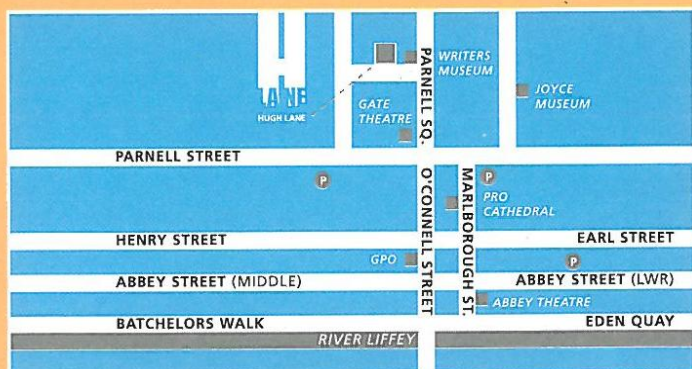 LANE
HUGH LANE
PARNELL SQ.
WRITERS
MUSEUM
JOYCE
MUSEUM
GATE
THEATRE
PARNELL STREET
P
P
O'CONNELL STREET
MARLBOROUGH ST.
PRO
CATHEDRAL
HENRY STREET
EARL STREET
GPO
P
ABBEY STREET (MIDDLE)
ABBEY STREET (LWR)
ABBEY THEATRE
BATCHELORS WALK
EDEN QUAY
RIVER LIFFEY